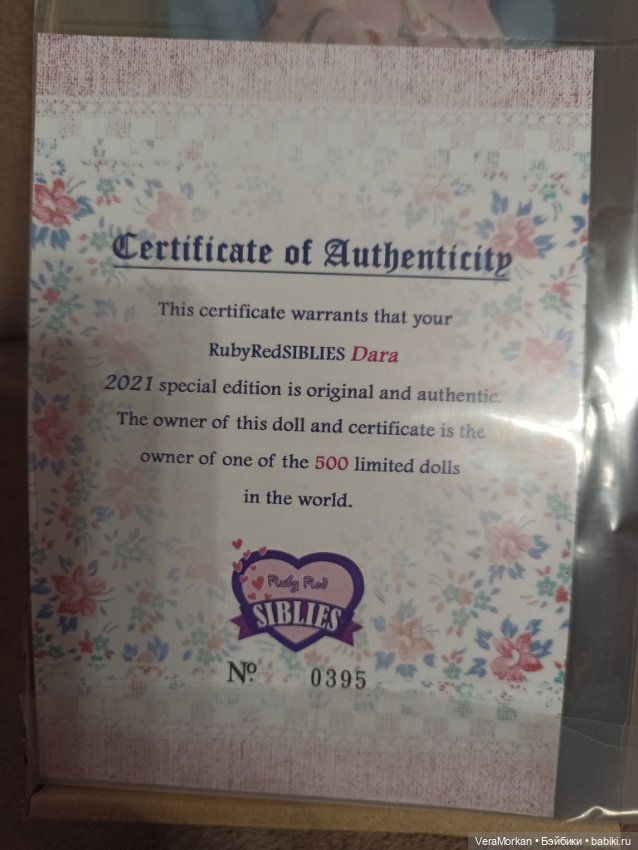 Certificate of Authenticity
This certificate warrants that your
RubyRedSIBLIES Dara
2021 special edition is original and authentic.
The owner of this doll and certificate is the
owner of one of the 500 limited dolls
in the world.
Ruby Red
SIBLIES
Nº 0395
VeraMorkan • Бэйбики • babiki.ru